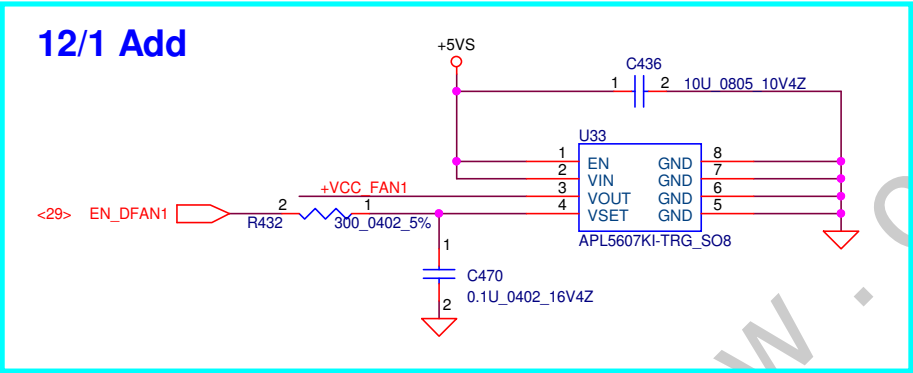 12/1 Add
+5VS
C436
1 2 10U_0805_10V4Z
U33
1 EN GND 8
2 VIN GND 7
+VCC_FAN1 3 VOUT GND 6
<29> EN_DFAN1 2 1 4 VSET GND 5
R432 300_0402_5%
APL5607KI-TRG_SO8
1
C470
0.1U_0402_16V4Z
2
w.c